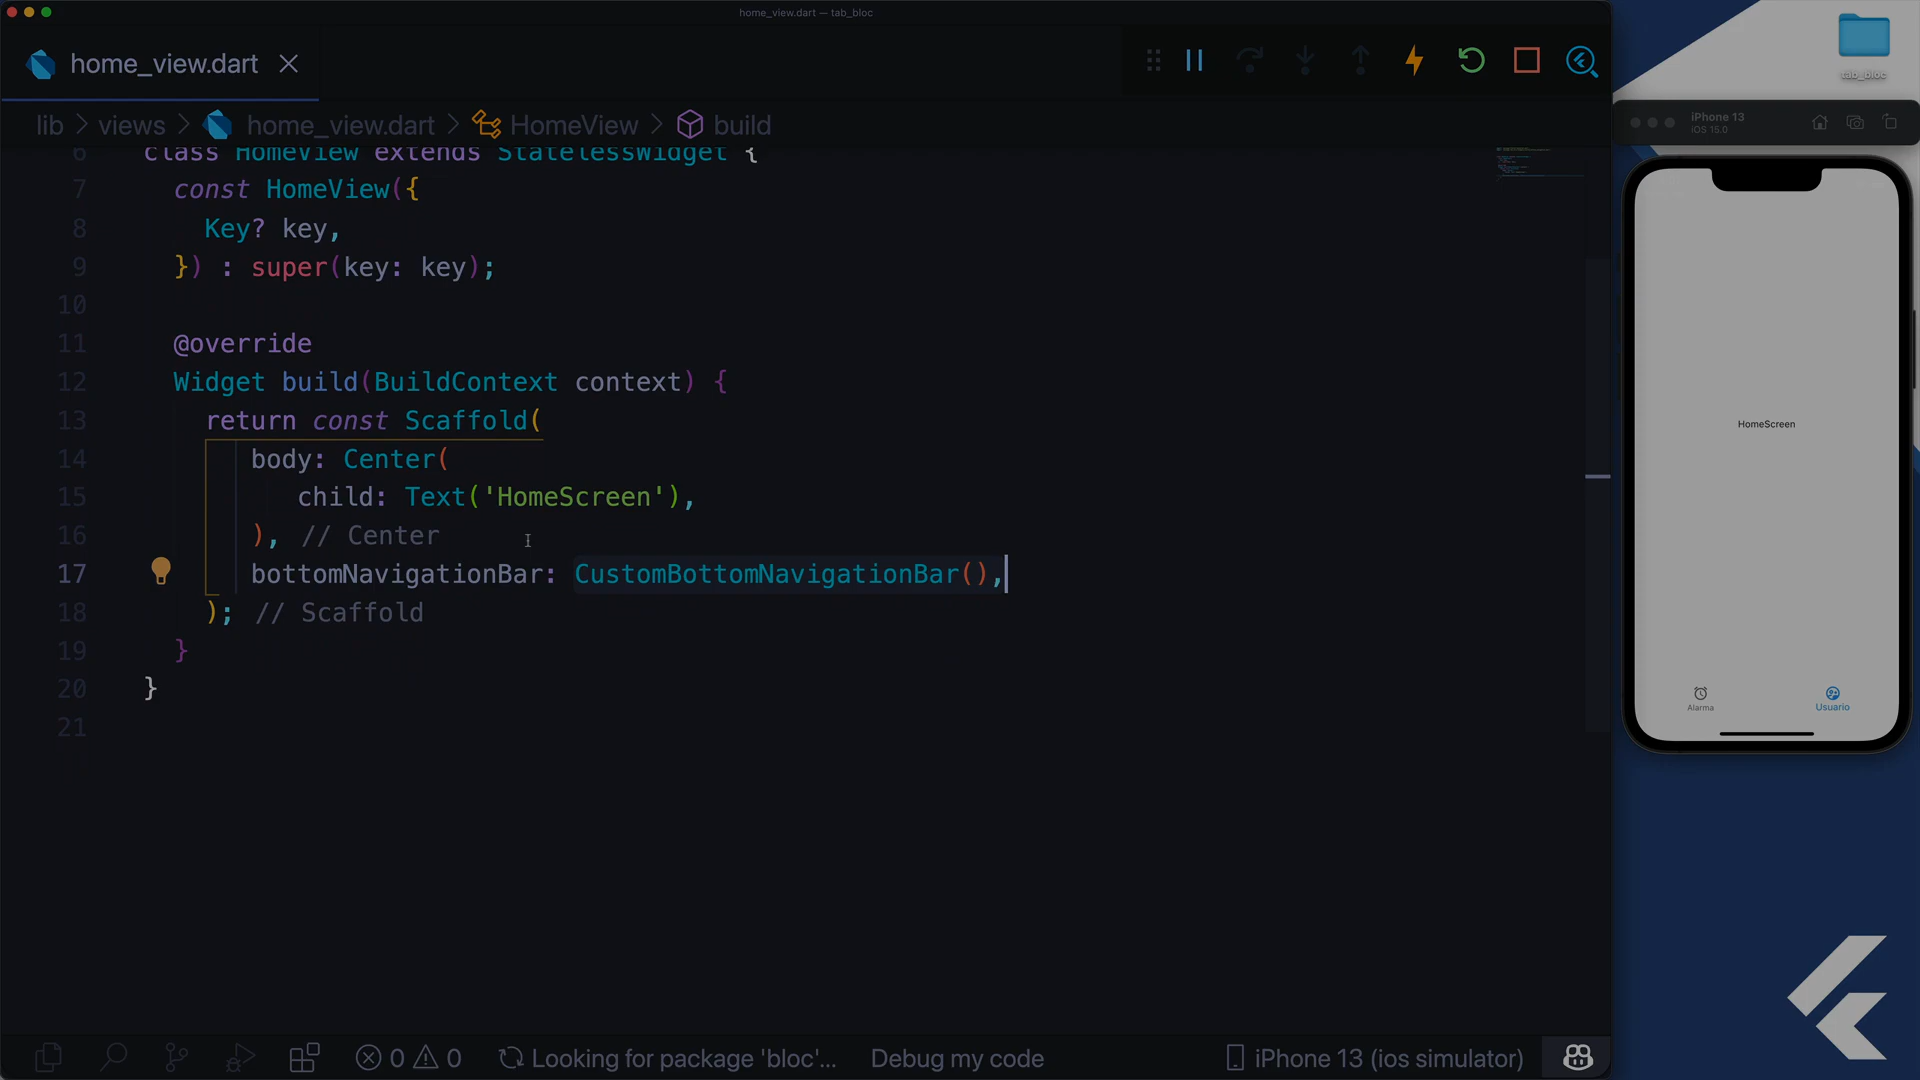 home_view.dart — tab_bloc
home_view.dart
lib > views > home_view.dart > HomeView > build
6 class HomeView extends StatelessWidget {
7 const HomeView({
8 Key? key,
9 }) : super(key: key);
10
11 @override
12 Widget build(BuildContext context) {
13 return const Scaffold(
14 body: Center(
15 child: Text('HomeScreen'),
16 ), // Center
17 bottomNavigationBar: CustomBottomNavigationBar(),
18 ); // Scaffold
19 }
20 }
21
0 0 Looking for package 'bloc'... Debug my code iPhone 13 (ios simulator)
tab_bloc
iPhone 13
iOS 15.0
HomeScreen
Alarma Usuario